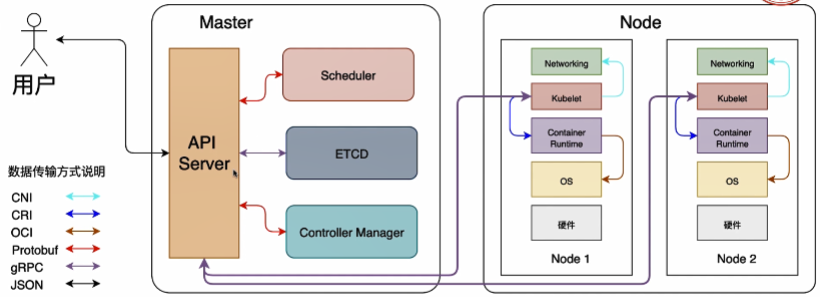 Master
Node
用户
API
Server
Scheduler
ETCD
Controller Manager
Networking
Kubelet
Container
Runtime
OS
硬件
Node 1
Networking
Kubelet
Container
Runtime
OS
硬件
Node 2
数据传输方式说明
CNI
CRI
OCI
Protobuf
gRPC
JSON